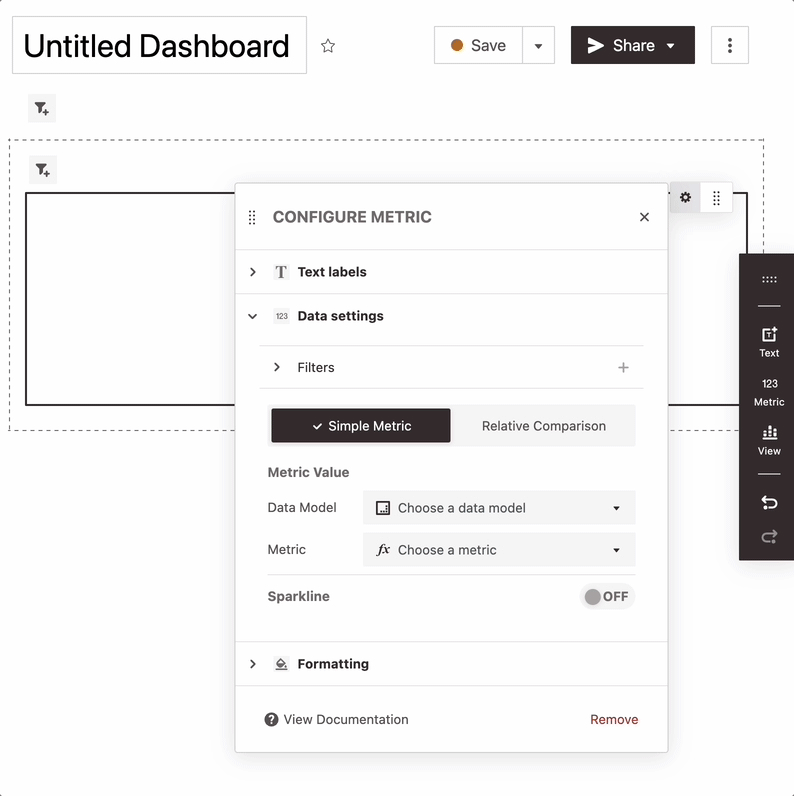 Untitled Dashboard
Save
Share
CONFIGURE METRIC
T Text labels
123 Data settings
Filters
Simple Metric
Relative Comparison
Metric Value
Data Model
Choose a data model
Metric
fx Choose a metric
Sparkline
OFF
Formatting
? View Documentation
Remove
T
Text
123
Metric
View